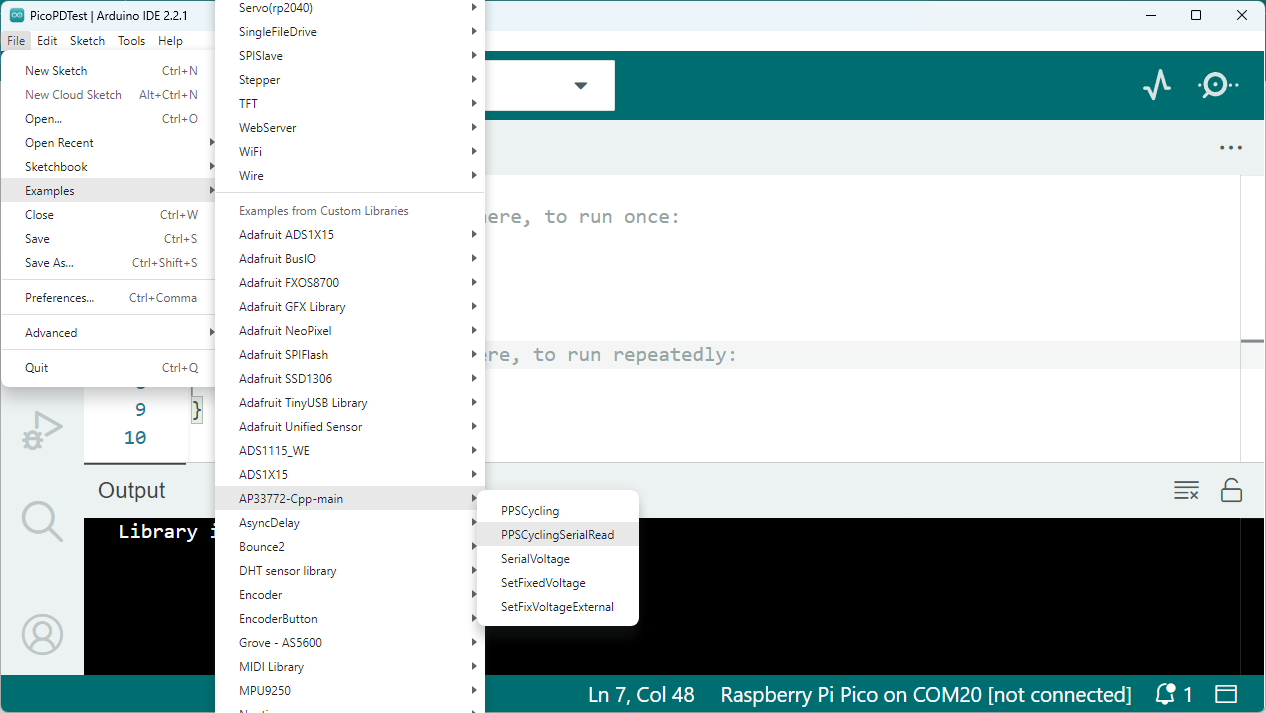 PicoPDTest | Arduino IDE 2.2.1
File Edit Sketch Tools Help
New Sketch Ctrl+N
New Cloud Sketch Alt+Ctrl+N
Open... Ctrl+O
Open Recent
Sketchbook
Examples
Close Ctrl+W
Save Ctrl+S
Save As... Ctrl+Shift+S
Preferences... Ctrl+Comma
Advanced
Quit Ctrl+Q
Servo(rp2040)
SingleFileDrive
SPISlave
Stepper
TFT
WebServer
WiFi
Wire
Examples from Custom Libraries
Adafruit ADS1X15
Adafruit BusIO
Adafruit FXOS8700
Adafruit GFX Library
Adafruit NeoPixel
Adafruit SPIFlash
Adafruit SSD1306
Adafruit TinyUSB Library
Adafruit Unified Sensor
ADS1115_WE
ADS1X15
AP33772-Cpp-main
AsyncDelay
Bounce2
DHT sensor library
Encoder
EncoderButton
Grove - AS5600
MIDI Library
MPU9250
PPSCycling
PPSCyclingSerialRead
SerialVoltage
SetFixedVoltage
SetFixVoltageExternal
, to run once:
, to run repeatedly:
9 }
10
Output
Library
Ln 7, Col 48 Raspberry Pi Pico on COM20 [not connected] 1